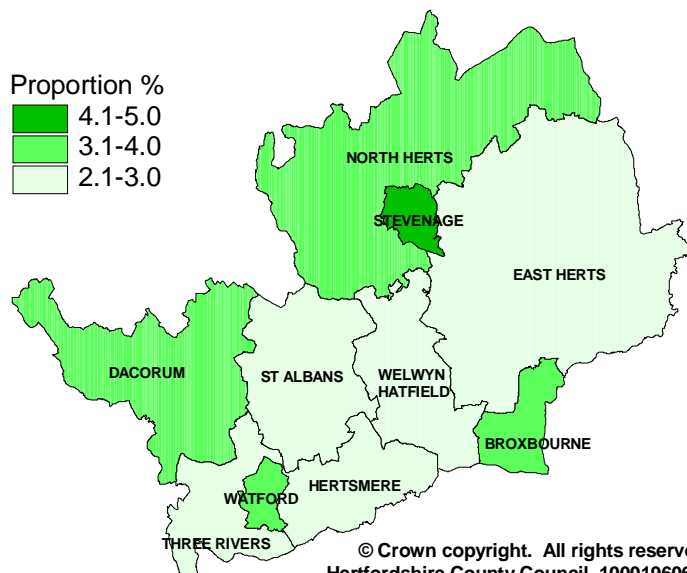 Proportion %
4.1-5.0
3.1-4.0
2.1-3.0
NORTH HERTS
STEVENAGE
EAST HERTS
DACORUM
ST ALBANS
WELWYN
HATFIELD
BROXBOURNE
WATFORD
HERTSMERE
THREE RIVERS
© Crown copyright. All rights reserve
Hertfordshire County Council